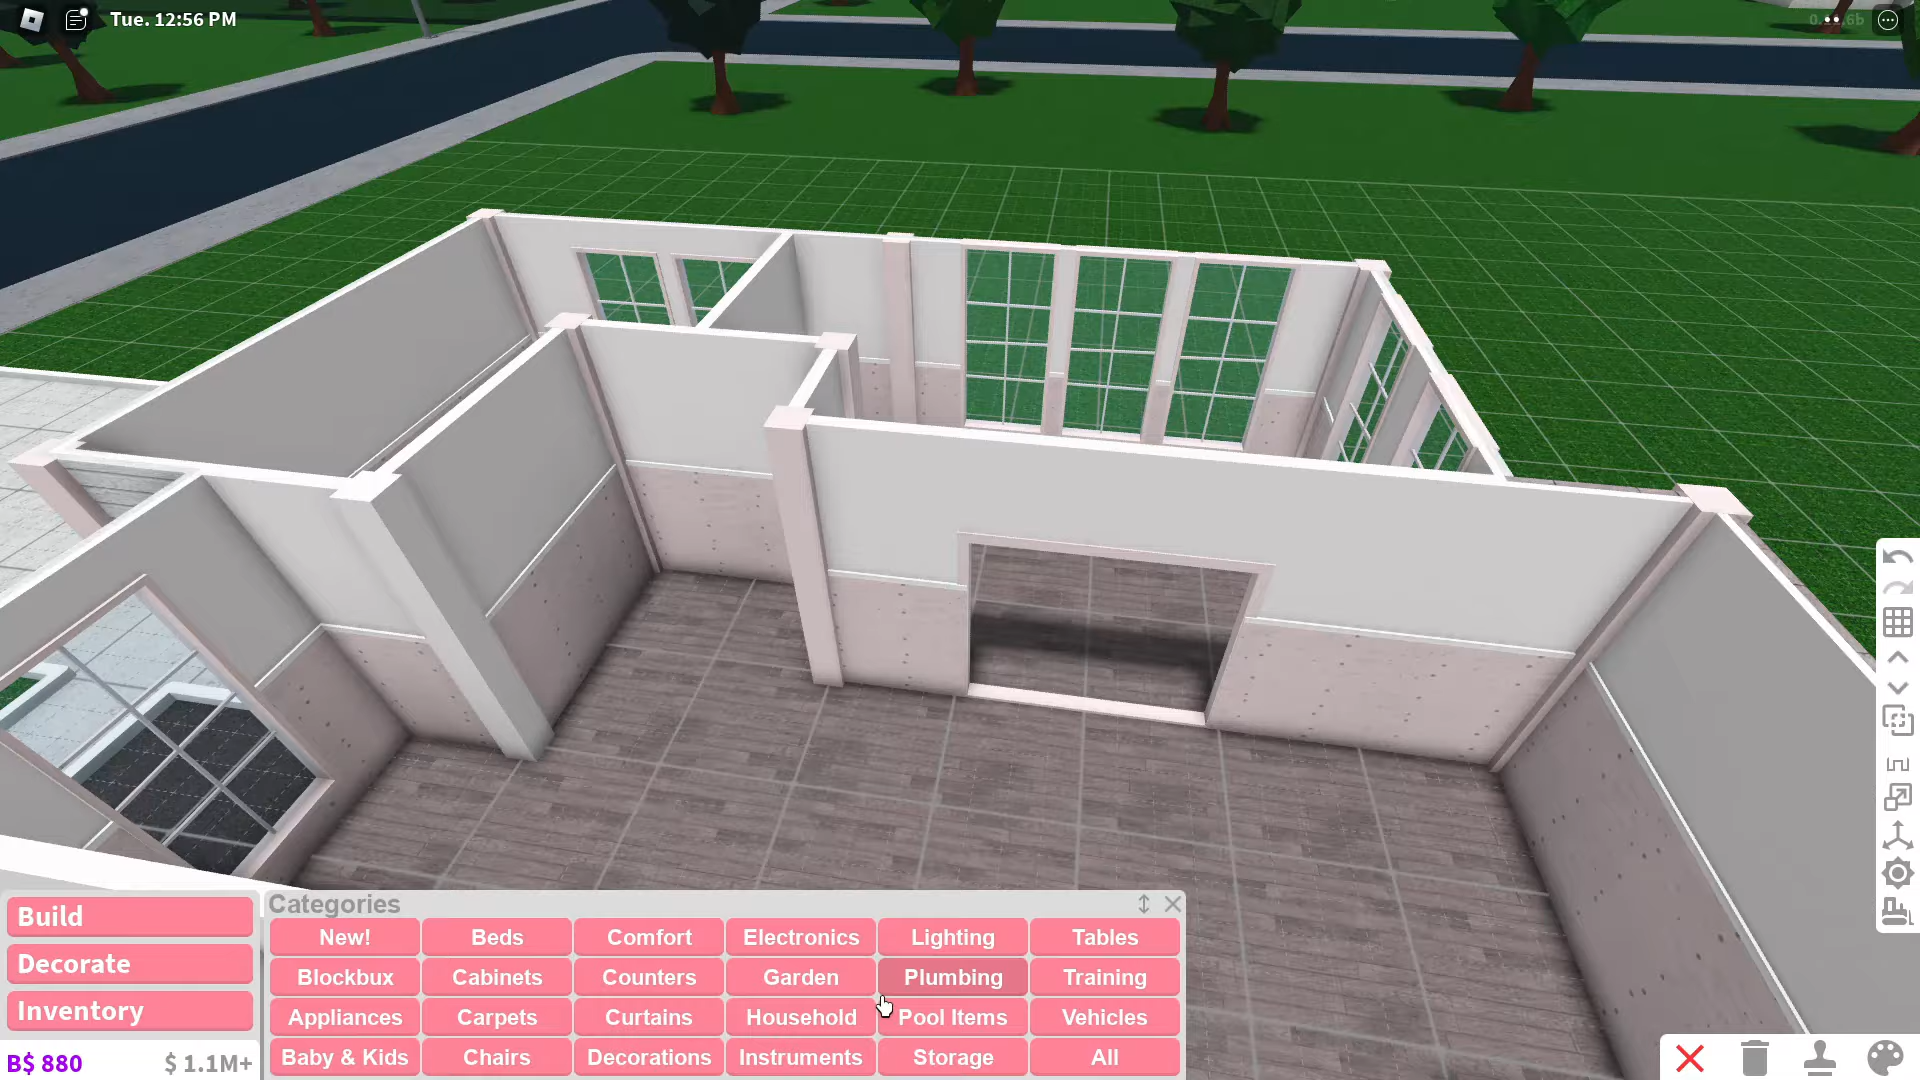 Tue. 12:56 PM
Build
Decorate
Inventory
B$ 880
$ 1.1M+
Categories
New! Beds Comfort Electronics Lighting Tables
Blockbux Cabinets Counters Garden Plumbing Training
Appliances Carpets Curtains Household Pool Items Vehicles
Baby & Kids Chairs Decorations Instruments Storage All